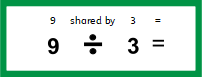 9 shared by 3 =
9 ÷ 3 =